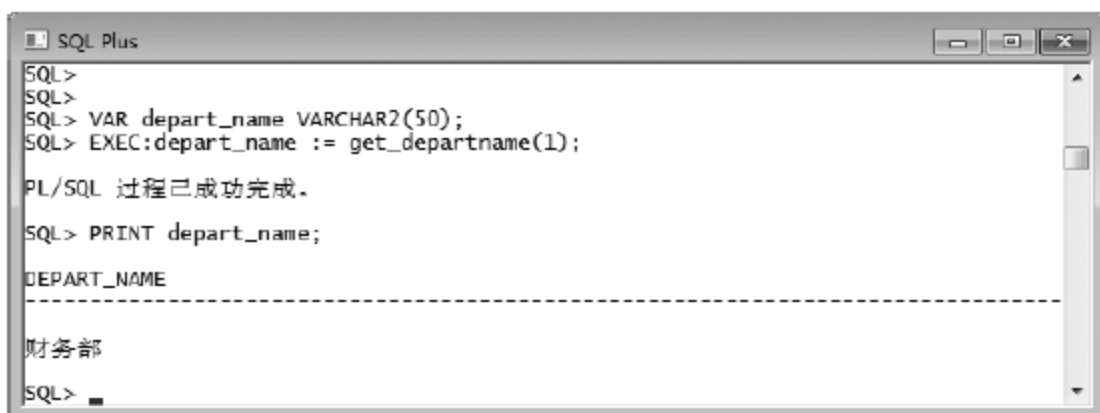 SQL Plus
SQL>
SQL>
SQL> VAR depart_name VARCHAR2(50);
SQL> EXEC:depart_name := get_departname(1);
PL/SQL 过程已成功完成.
SQL> PRINT depart_name;
DEPART_NAME
--------------------------------------------------------------------------------
财务部
SQL>